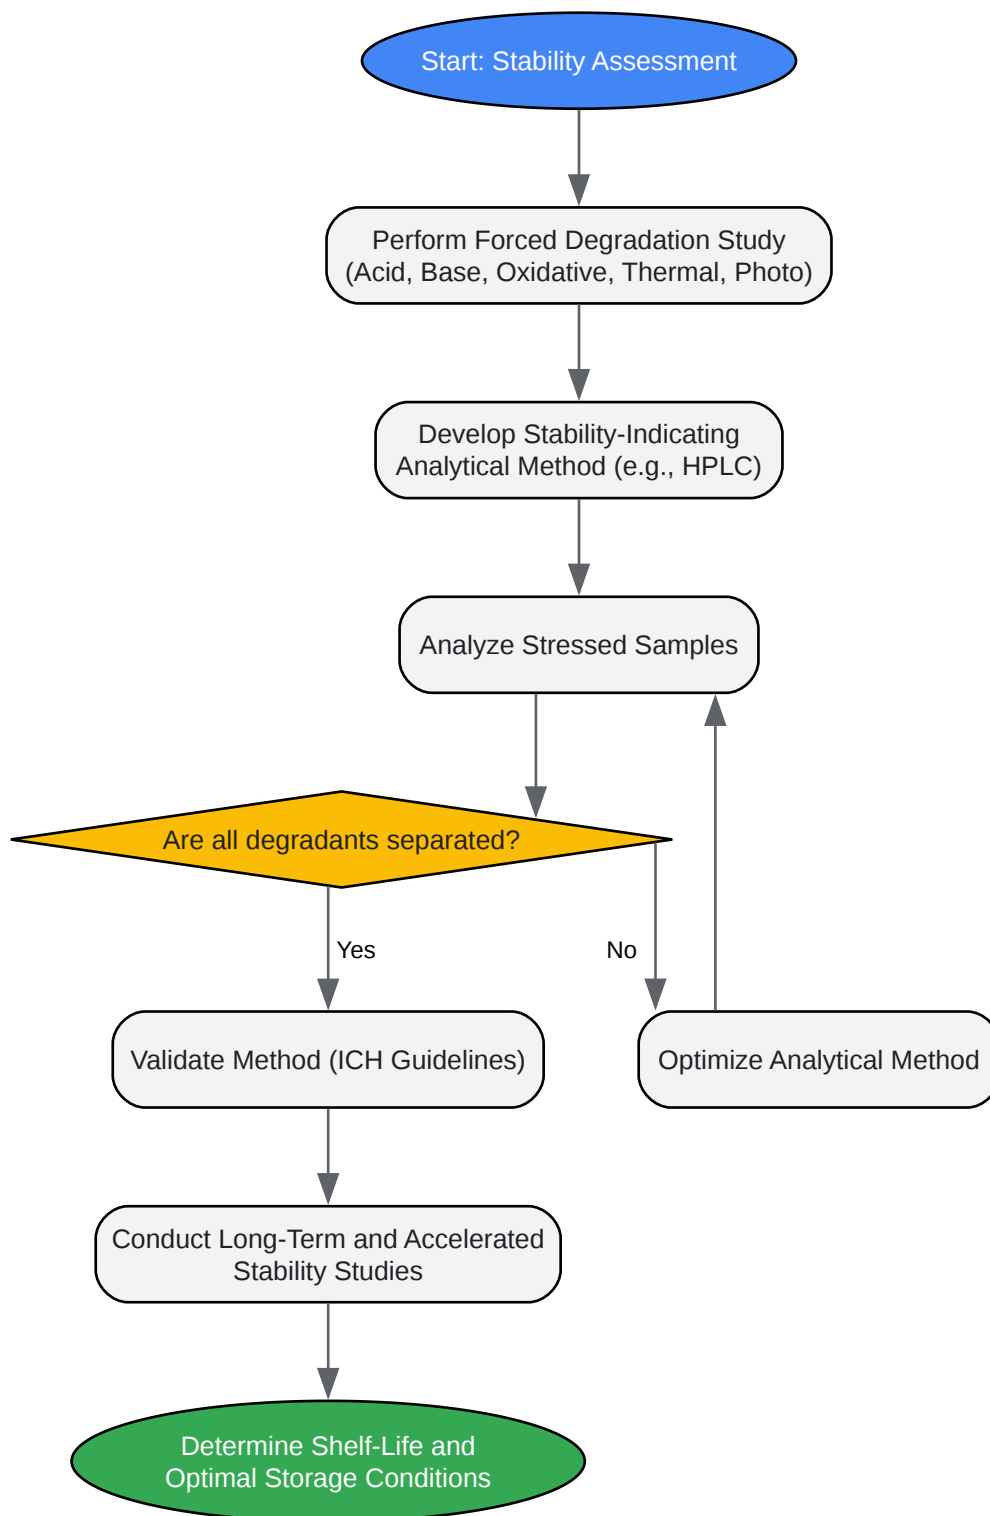 Start: Stability Assessment
Perform Forced Degradation Study
(Acid, Base, Oxidative, Thermal, Photo)
Develop Stability-Indicating
Analytical Method (e.g., HPLC)
Analyze Stressed Samples
Are all degradants separated?
Yes
No
Validate Method (ICH Guidelines)
Optimize Analytical Method
Conduct Long-Term and Accelerated
Stability Studies
Determine Shelf-Life and
Optimal Storage Conditions